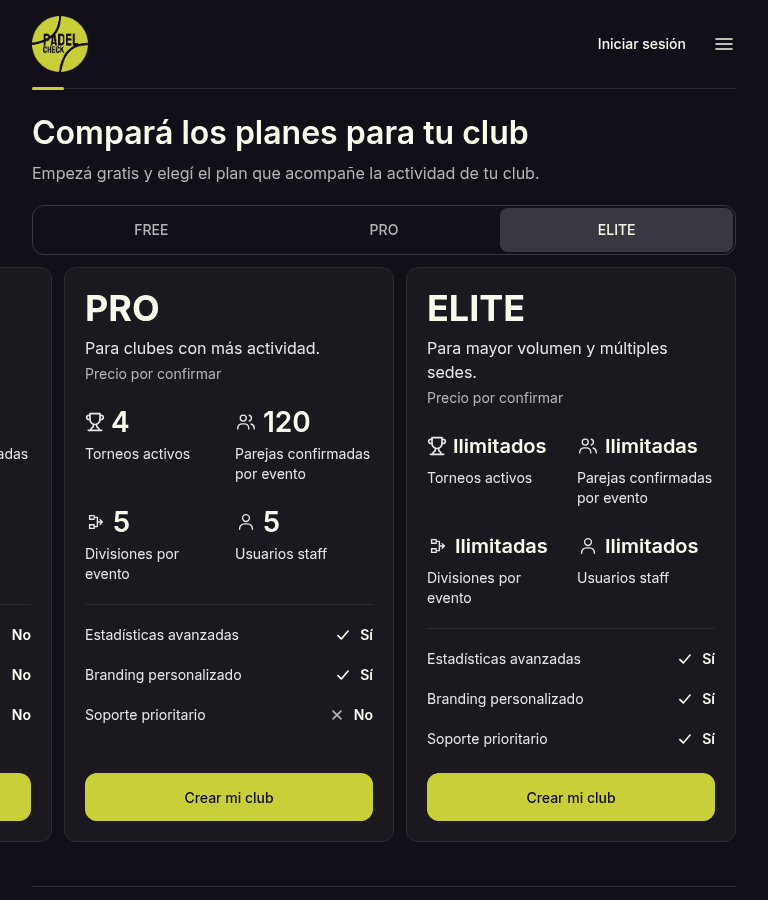 PADEL
CHECK
Iniciar sesión
Compará los planes para tu club
Empezá gratis y elegí el plan que acompañe la actividad de tu club.
FREE
PRO
ELITE
adas
No
No
No
PRO
Para clubes con más actividad.
Precio por confirmar
4
Torneos activos
120
Parejas confirmadas
por evento
5
Divisiones por
evento
5
Usuarios staff
Estadísticas avanzadas
Sí
Branding personalizado
Sí
Soporte prioritario
No
Crear mi club
ELITE
Para mayor volumen y múltiples
sedes.
Precio por confirmar
Ilimitados
Torneos activos
Ilimitadas
Parejas confirmadas
por evento
Ilimitadas
Divisiones por
evento
Ilimitados
Usuarios staff
Estadísticas avanzadas
Sí
Branding personalizado
Sí
Soporte prioritario
Sí
Crear mi club